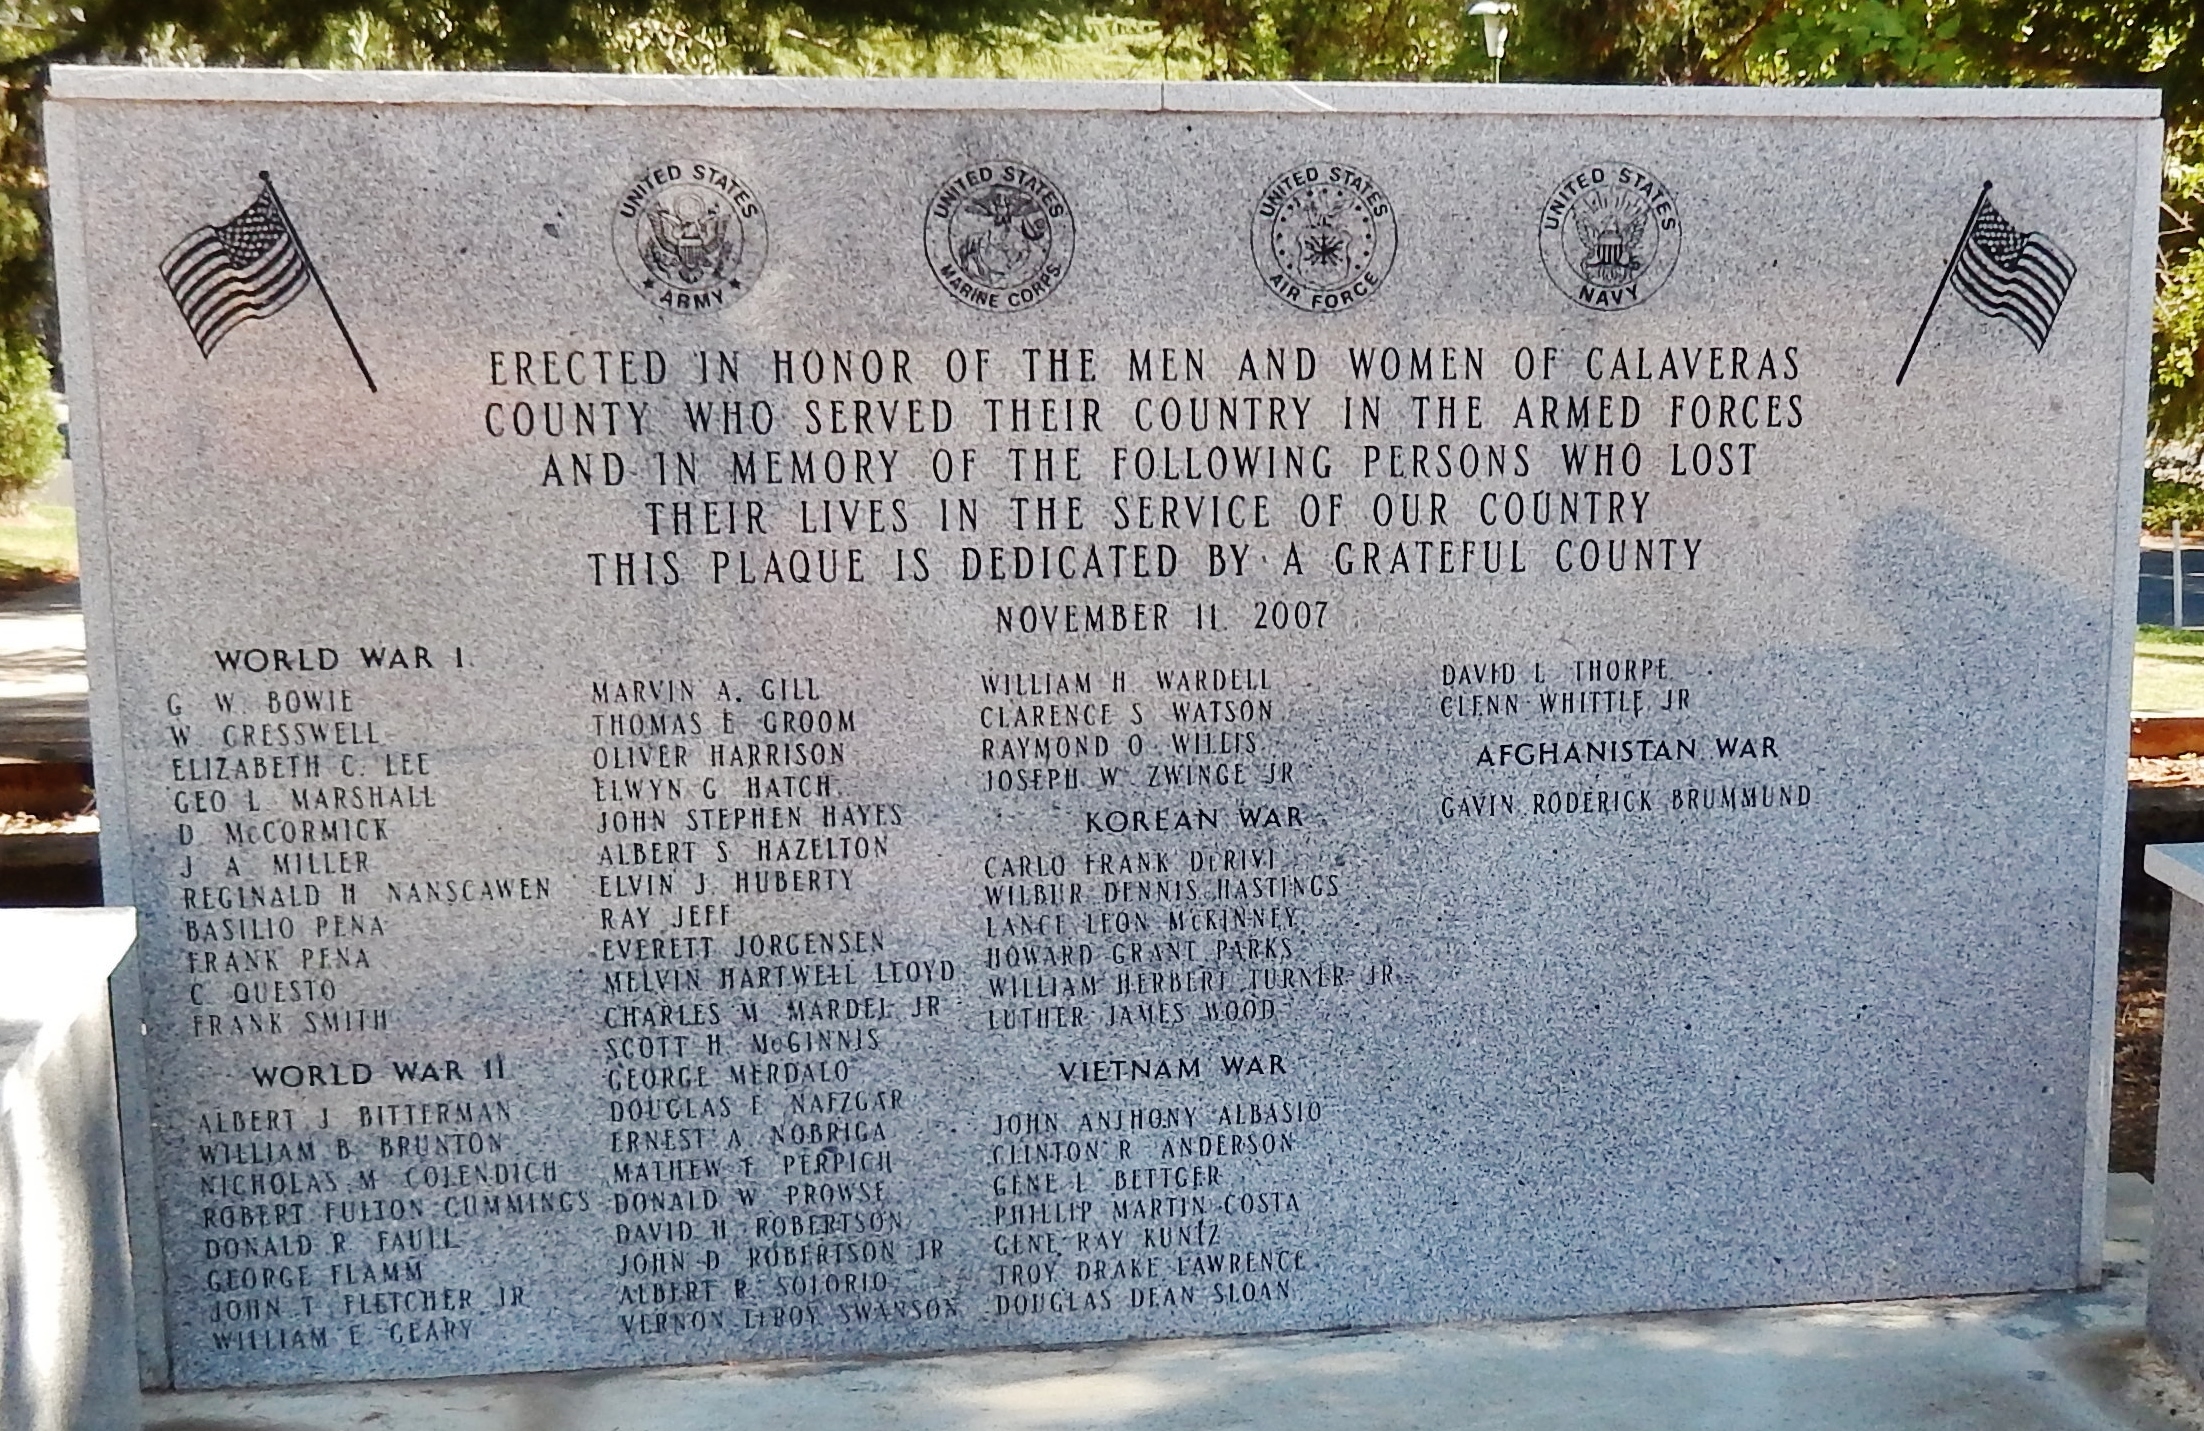 UNITED STATES ARMY
UNITED STATES MARINE CORPS
UNITED STATES AIR FORCE
UNITED STATES NAVY
ERECTED IN HONOR OF THE MEN AND WOMEN OF CALAVERAS
COUNTY WHO SERVED THEIR COUNTRY IN THE ARMED FORCES
AND IN MEMORY OF THE FOLLOWING PERSONS WHO LOST
THEIR LIVES IN THE SERVICE OF OUR COUNTRY
THIS PLAQUE IS DEDICATED BY A GRATEFUL COUNTY
NOVEMBER 11, 2007
WORLD WAR I
G W BOWIE
W CRESSWELL
ELIZABETH C. LEE
GEO L MARSHALL
D McCORMICK
J A MILLER
REGINALD H NANSCAWEN
BASILIO PENA
FRANK PENA
C QUESTO
FRANK SMITH
WORLD WAR II
ALBERT J BITTERMAN
WILLIAM B BRUNTON
NICHOLAS M COLENDICH
ROBERT FULTON CUMMINGS
DONALD R FAULL
GEORGE FLAMM
JOHN T FLETCHER JR
WILLIAM E GEARY
MARVIN A. GILL
THOMAS E GROOM
OLIVER HARRISON
ELWYN G HATCH
JOHN STEPHEN HAYES
ALBERT S HAZELTON
ELVIN J HUBERTY
RAY JEFF
EVERETT JORGENSEN
MELVIN HARTWELL LLOYD
CHARLES M MARDEL JR
SCOTT H McGINNIS
GEORGE MERDALO
DOUGLAS F NAFZGAR
ERNEST A NOBRIGA
MATHEW F PERPICH
DONALD W PROWSE
DAVID H ROBERTSON
JOHN D ROBERTSON JR
ALBERT R SOLORIO
VERNON LeROY SWANSON
WILLIAM H WARDELL
CLARENCE S WATSON
RAYMOND O WILLIS
JOSEPH W ZWINGE JR
KOREAN WAR
CARLO FRANK DeRIVI
WILBUR DENNIS HASTINGS
LANCE LEON McKINNEY
HOWARD GRANT PARKS
WILLIAM HERBERT TURNER JR
LUTHER JAMES WOOD
VIETNAM WAR
JOHN ANTHONY ALBASIO
CLINTON R ANDERSON
GENE L BETTGER
PHILLIP MARTIN COSTA
GENE RAY KUNTZ
TROY DRAKE LAWRENCE
DOUGLAS DEAN SLOAN
DAVID L THORPE
GLENN WHITTLE JR
AFGHANISTAN WAR
GAVIN RODERICK BRUMMUND